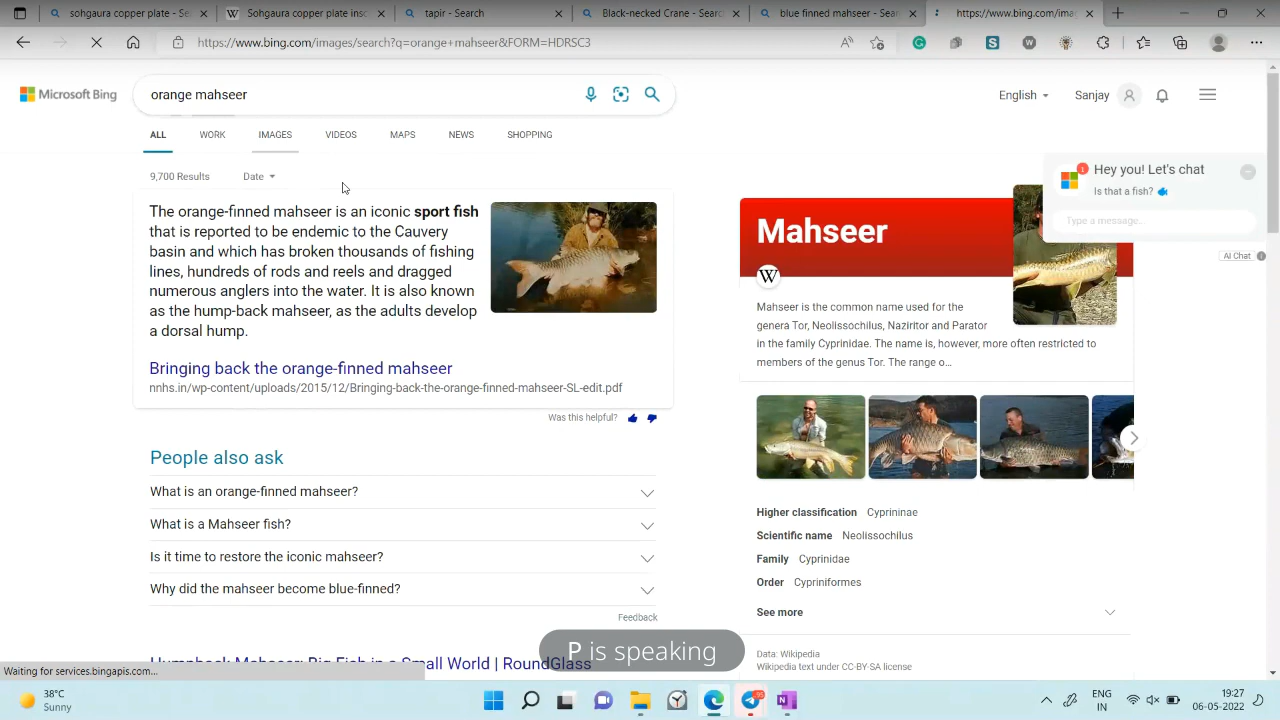 sohgaura copper plate inscri
tapir - Search
Black-necked Crane - Search
blue mahseer - Search
https://www.bing.com/ima
https://www.bing.com/images/search?q=orange+mahseer&FORM=HDRSC3
Microsoft Bing
orange mahseer
English
Sanjay
ALL
WORK
IMAGES
VIDEOS
MAPS
NEWS
SHOPPING
9,700 Results
Date
The orange-finned mahseer is an iconic sport fish
that is reported to be endemic to the Cauvery
basin and which has broken thousands of fishing
lines, hundreds of rods and reels and dragged
numerous anglers into the water. It is also known
as the hump-back mahseer, as the adults develop
a dorsal hump.
Bringing back the orange-finned mahseer
nnhs.in/wp-content/uploads/2015/12/Bringing-back-the-orange-finned-mahseer-SL-edit.pdf
Was this helpful?
People also ask
What is an orange-finned mahseer?
What is a Mahseer fish?
Is it time to restore the iconic mahseer?
Why did the mahseer become blue-finned?
Feedback
Humpback Mahseer: Big Fish in a Small World | RoundGlass
Hey you! Let's chat
1
Is that a fish?
Type a message...
AI Chat
Mahseer
W
Mahseer is the common name used for the
genera Tor, Neolissochilus, Naziritor and Parator
in the family Cyprinidae. The name is, however, more often restricted to
members of the genus Tor. The range o...
Higher classification Cyprininae
Scientific name Neolissochilus
Family Cyprinidae
Order Cypriniformes
See more
Data: Wikipedia
Wikipedia text under CC-BY-SA license
P is speaking
Waiting for services.bingapis.com...
38°C
Sunny
95
ENG
IN
19:27
06-05-2022